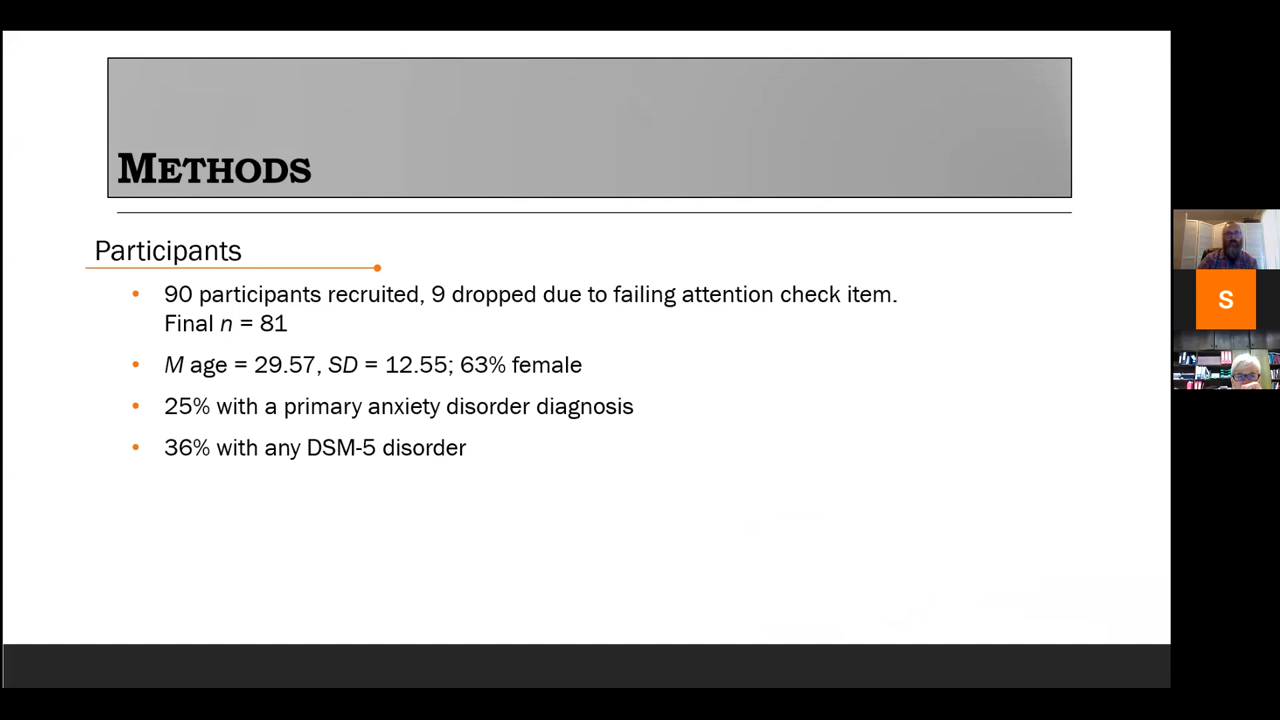 METHODS
Participants
• 90 participants recruited, 9 dropped due to failing attention check item.
Final n = 81
• M age = 29.57, SD = 12.55; 63% female
• 25% with a primary anxiety disorder diagnosis
• 36% with any DSM-5 disorder
S